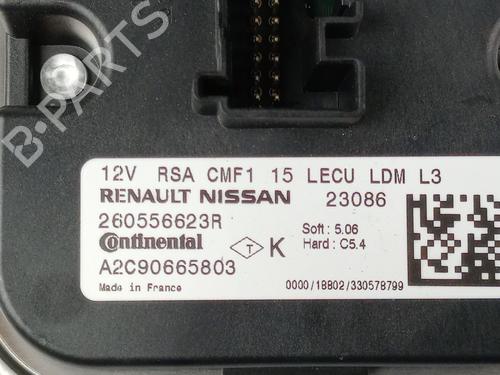 B-PARTS
12V RSA CMF1 15 LECU LDM L3
RENAULT NISSAN 23086
260556623R
Soft : 5.06
Continental
T K
Hard : C5.4
A2C90665803
Made in France
0000/18802/330578799